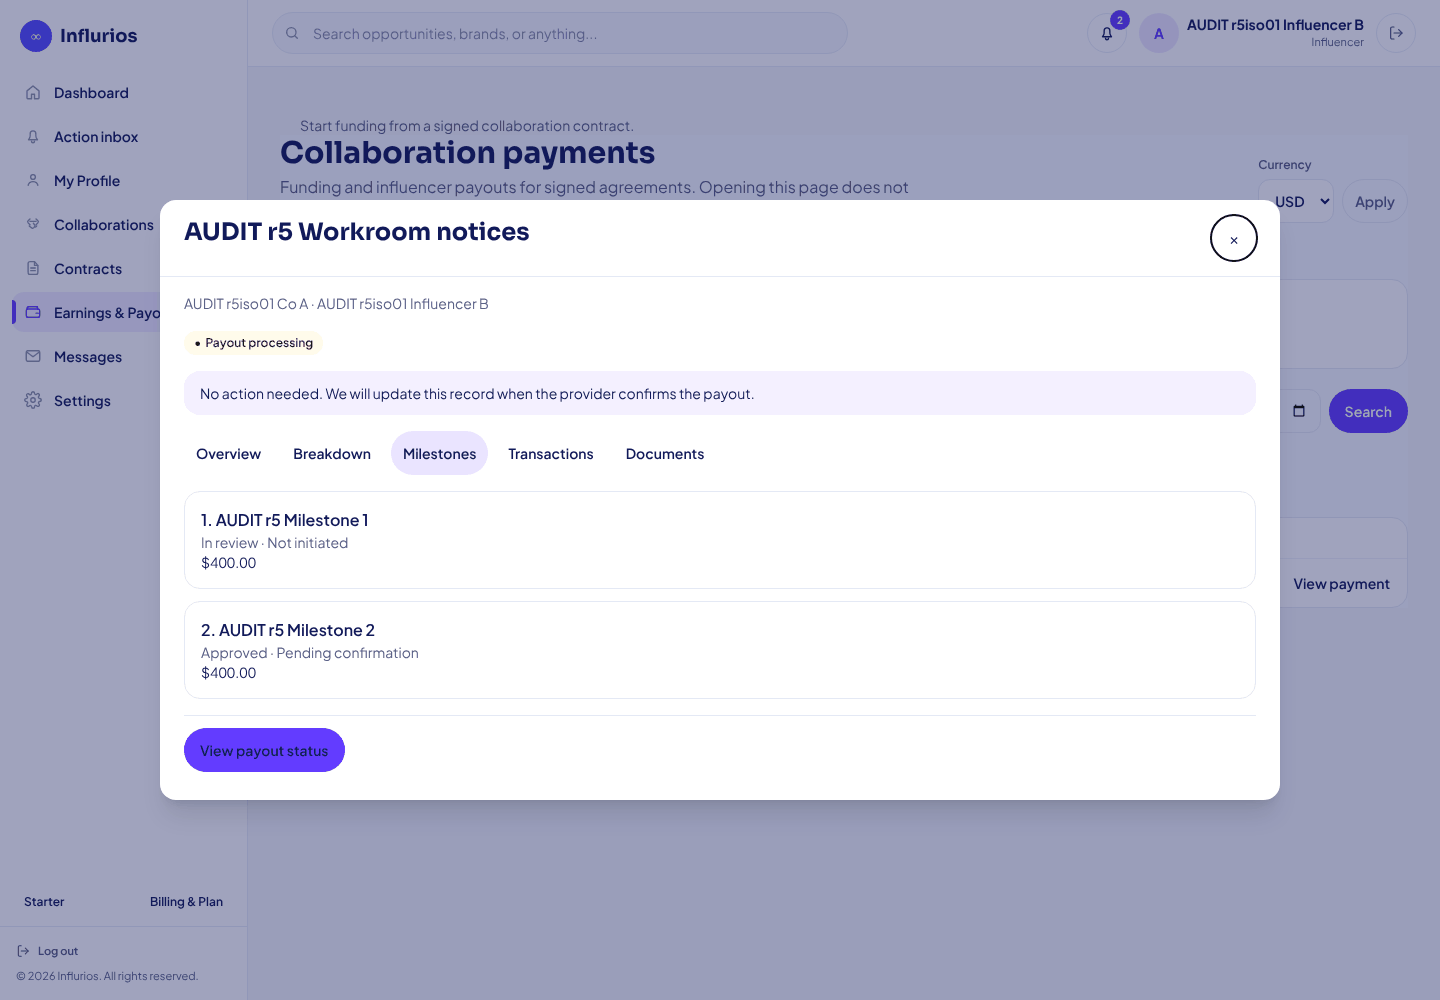 Influrios
Search opportunities, brands, or anything...
2
A
AUDIT r5iso01 Influencer B
Influencer
Dashboard
Action inbox
My Profile
Collaborations
Contracts
Earnings & Payo
Messages
Settings
Start funding from a signed collaboration contract.
Collaboration payments
Funding and influencer payouts for signed agreements. Opening this page does not
Currency
USD
Apply
Search
View payment
AUDIT r5 Workroom notices
×
AUDIT r5iso01 Co A · AUDIT r5iso01 Influencer B
• Payout processing
No action needed. We will update this record when the provider confirms the payout.
Overview
Breakdown
Milestones
Transactions
Documents
1. AUDIT r5 Milestone 1
In review · Not initiated
$400.00
2. AUDIT r5 Milestone 2
Approved · Pending confirmation
$400.00
View payout status
Starter
Billing & Plan
Log out
© 2026 Influrios. All rights reserved.